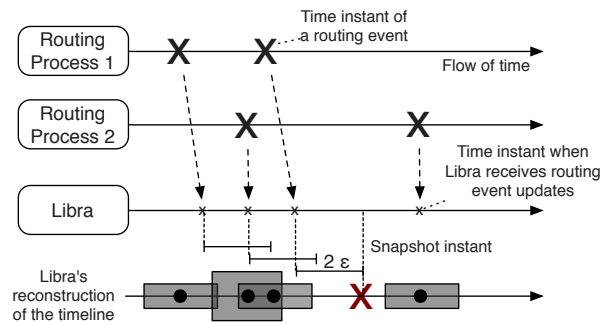 Routing
Process 1
Time instant of
a routing event
Flow of time
Routing
Process 2
Time instant when
Libra receives routing
event updates
Libra
Snapshot instant
2 ε
Libra's
reconstruction
of the timeline